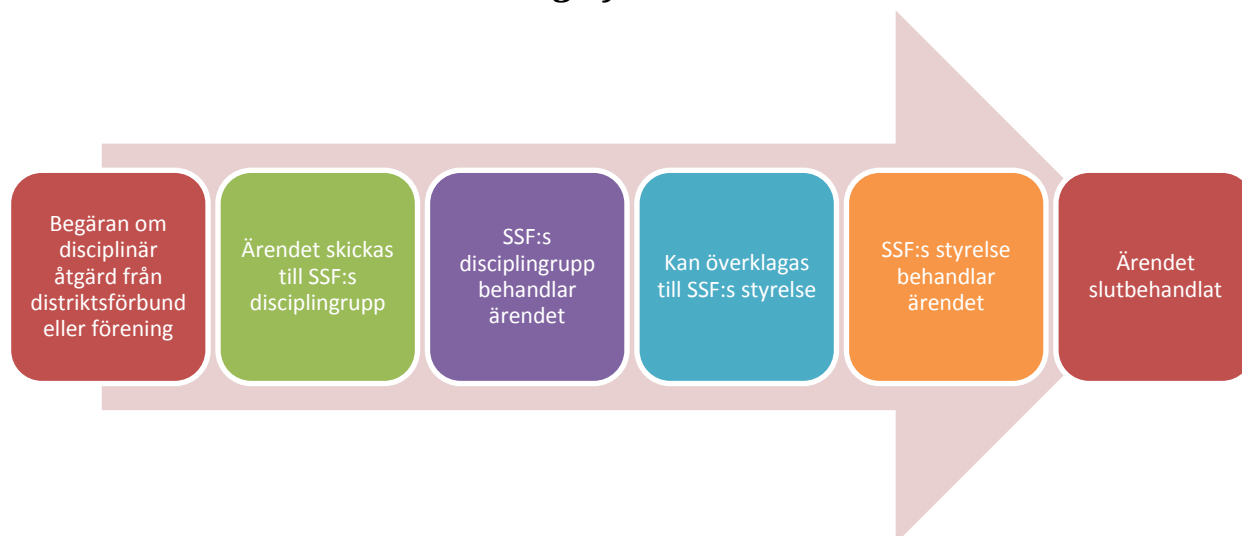 Begäran om
disciplinär
åtgärd från
distriktsförbund
eller förening
Ärendet skickas
till SSF:s
disciplingrupp
SSF:s
disciplingrupp
behandlar
ärendet
Kan överklagas
till SSF:s styrelse
SSF:s styrelse
behandlar
ärendet
Ärendet
slutbehandlat